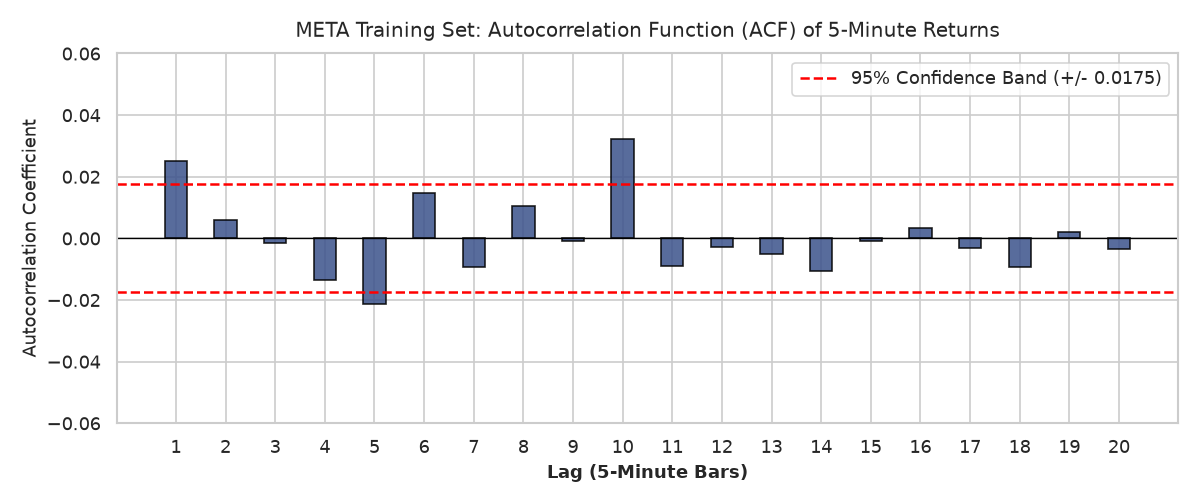 META Training Set: Autocorrelation Function (ACF) of 5-Minute Returns
95% Confidence Band (+/- 0.0175)
Autocorrelation Coefficient
0.06
0.04
0.02
0.00
−0.02
−0.04
−0.06
1 2 3 4 5 6 7 8 9 10 11 12 13 14 15 16 17 18 19 20
Lag (5-Minute Bars)